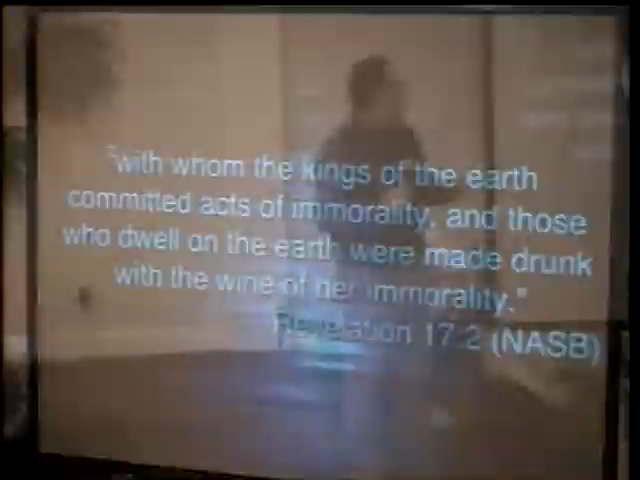 "with whom the kings of the earth
committed acts of immorality, and those
who dwell on the earth were made drunk
with the wine of her immorality."
Revelation 17:2 (NASB)